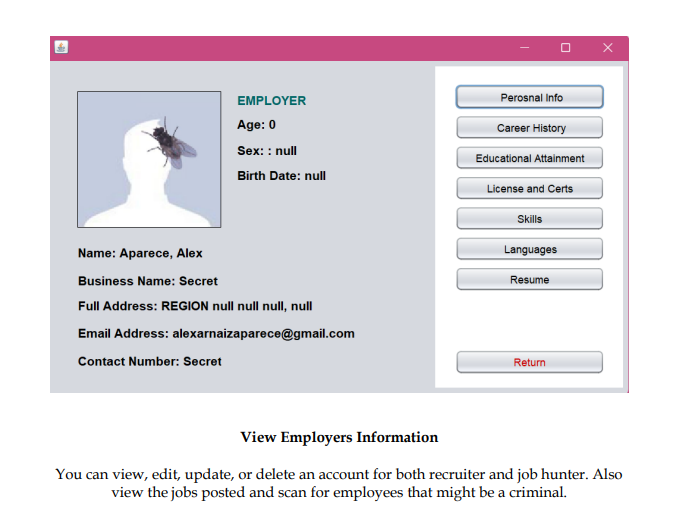 EMPLOYER
Age: 0
Sex: : null
Birth Date: null
Name: Aparece, Alex
Business Name: Secret
Full Address: REGION null null null, null
Email Address: alexarnaizaparece@gmail.com
Contact Number: Secret
Perosnal Info
Career History
Educational Attainment
License and Certs
Skills
Languages
Resume
Return
View Employers Information
You can view, edit, update, or delete an account for both recruiter and job hunter. Also
view the jobs posted and scan for employees that might be a criminal.